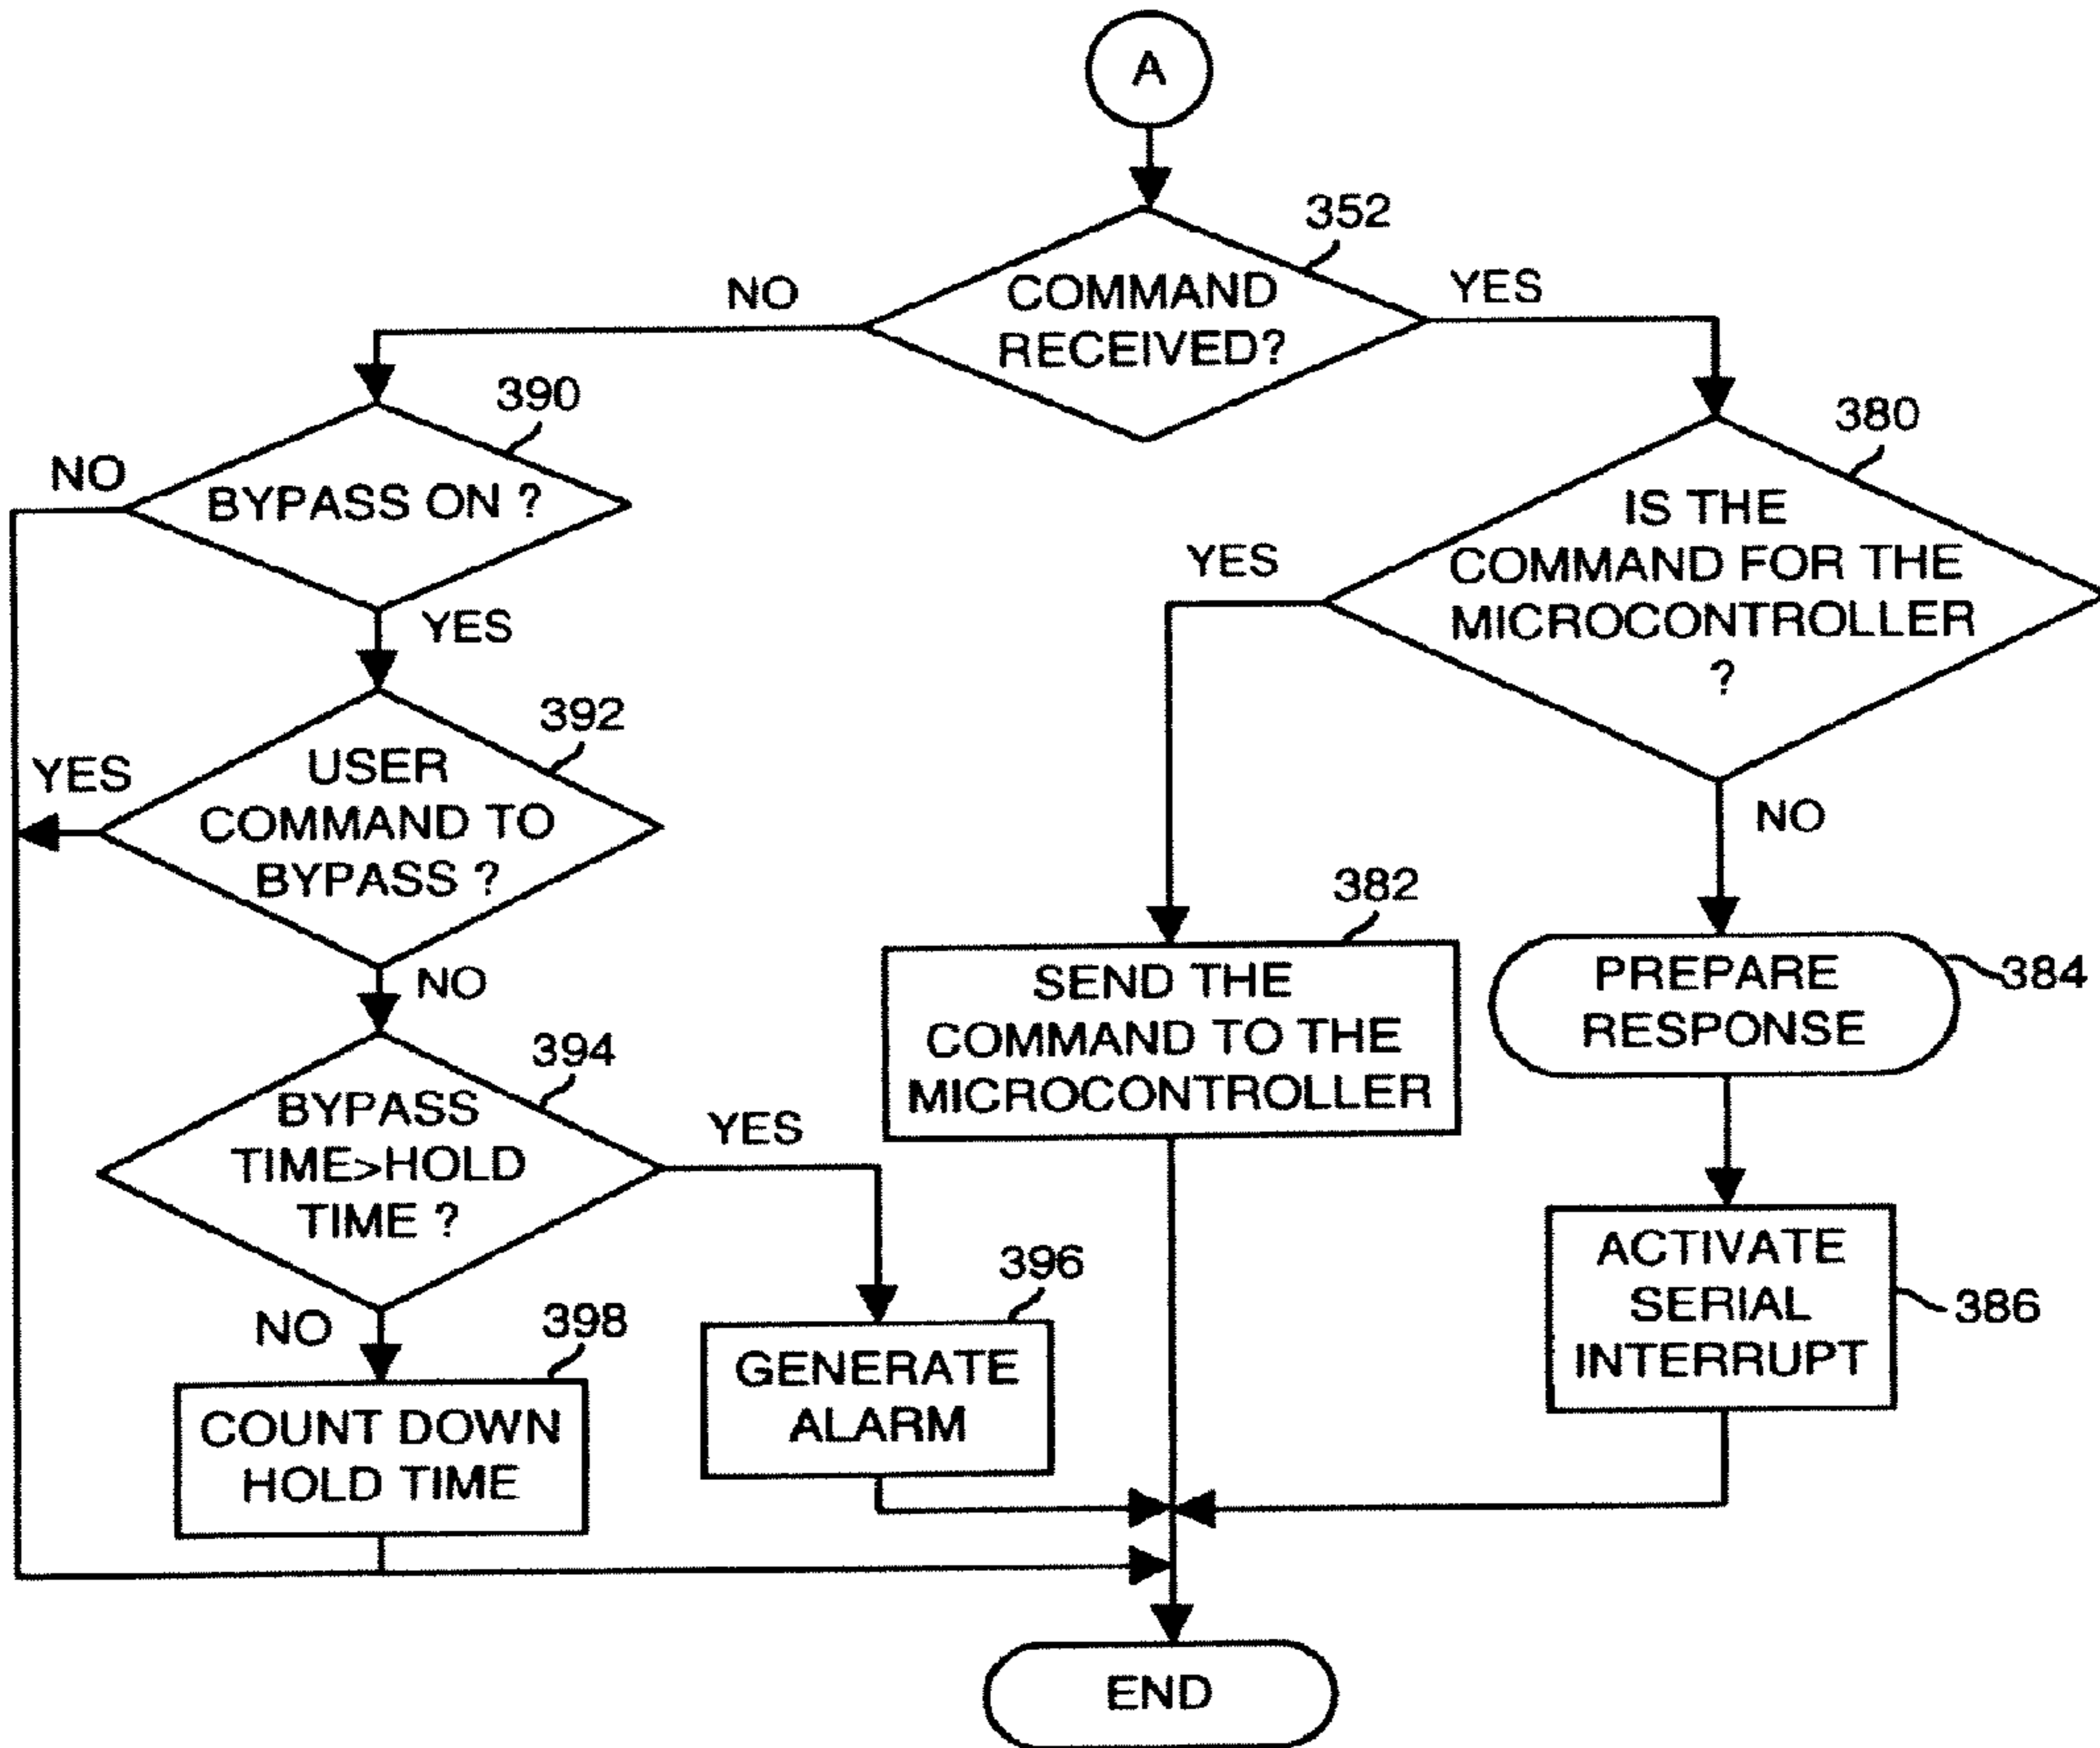 A
352
COMMAND
RECEIVED?
NO
YES
390
BYPASS ON ?
NO
YES
380
IS THE
COMMAND FOR THE
MICROCONTROLLER
?
YES
NO
392
USER
COMMAND TO
BYPASS ?
YES
NO
382
SEND THE
COMMAND TO THE
MICROCONTROLLER
384
PREPARE
RESPONSE
394
BYPASS
TIME>HOLD
TIME ?
YES
NO
386
ACTIVATE
SERIAL
INTERRUPT
396
GENERATE
ALARM
398
COUNT DOWN
HOLD TIME
END